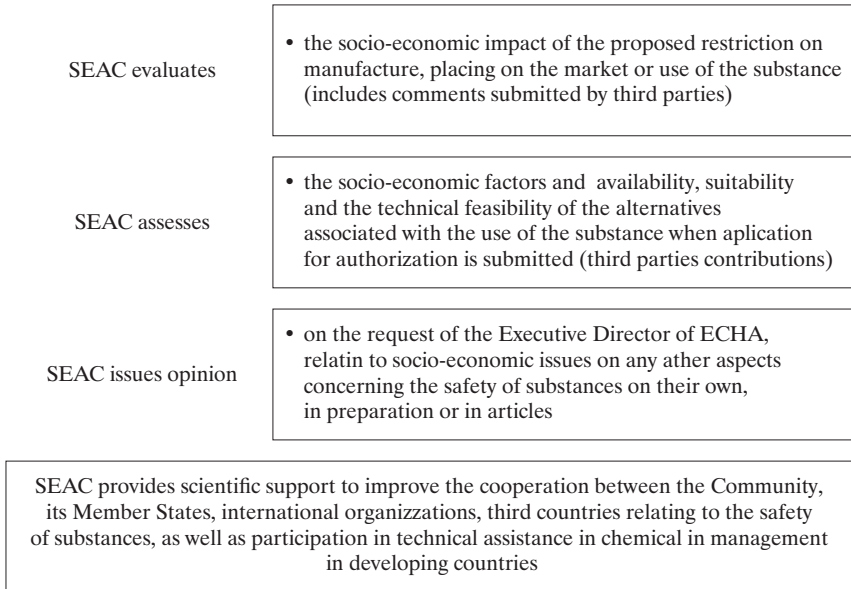 SEAC evaluates
• the socio-economic impact of the proposed restriction on
manufacture, placing on the market or use of the substance
(includes comments submitted by third parties)
SEAC assesses
• the socio-economic factors and availability, suitability
and the technical feasibility of the alternatives
associated with the use of the substance when aplication
for authorization is submitted (third parties contributions)
SEAC issues opinion
• on the request of the Executive Director of ECHA,
relatin to socio-economic issues on any ather aspects
concerning the safety of substances on their own,
in preparation or in articles
SEAC provides scientific support to improve the cooperation between the Community,
its Member States, international organizzations, third countries relating to the safety
of substances, as well as participation in technical assistance in chemical in management
in developing countries